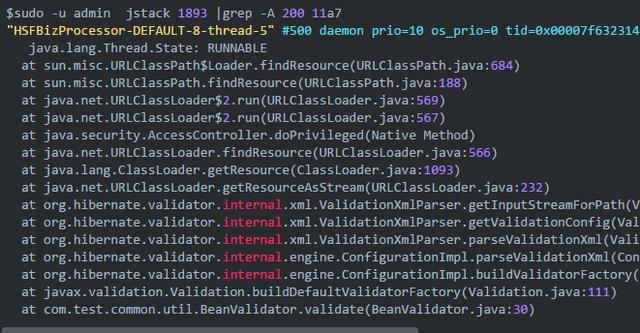 $sudo -u admin  jstack 1893 |grep -A 200 11a7
"HSFBizProcessor-DEFAULT-8-thread-5" #500 daemon prio=10 os_prio=0 tid=0x00007f632314
java.lang.Thread.State: RUNNABLE
at sun.misc.URLClassPath$Loader.findResource(URLClassPath.java:684)
at sun.misc.URLClassPath.findResource(URLClassPath.java:188)
at java.net.URLClassLoader$2.run(URLClassLoader.java:569)
at java.net.URLClassLoader$2.run(URLClassLoader.java:567)
at java.security.AccessController.doPrivileged(Native Method)
at java.net.URLClassLoader.findResource(URLClassLoader.java:566)
at java.lang.ClassLoader.getResource(ClassLoader.java:1093)
at java.net.URLClassLoader.getResourceAsStream(URLClassLoader.java:232)
at org.hibernate.validator.internal.xml.ValidationXmlParser.getInputStreamForPath(V
at org.hibernate.validator.internal.xml.ValidationXmlParser.getValidationConfig(Val
at org.hibernate.validator.internal.xml.ValidationXmlParser.parseValidationXml(Vali
at org.hibernate.validator.internal.engine.ConfigurationImpl.parseValidationXml(Con
at org.hibernate.validator.internal.engine.ConfigurationImpl.buildValidatorFactory(
at javax.validation.Validation.buildDefaultValidatorFactory(Validation.java:111)
at com.test.common.util.BeanValidator.validate(BeanValidator.java:30)